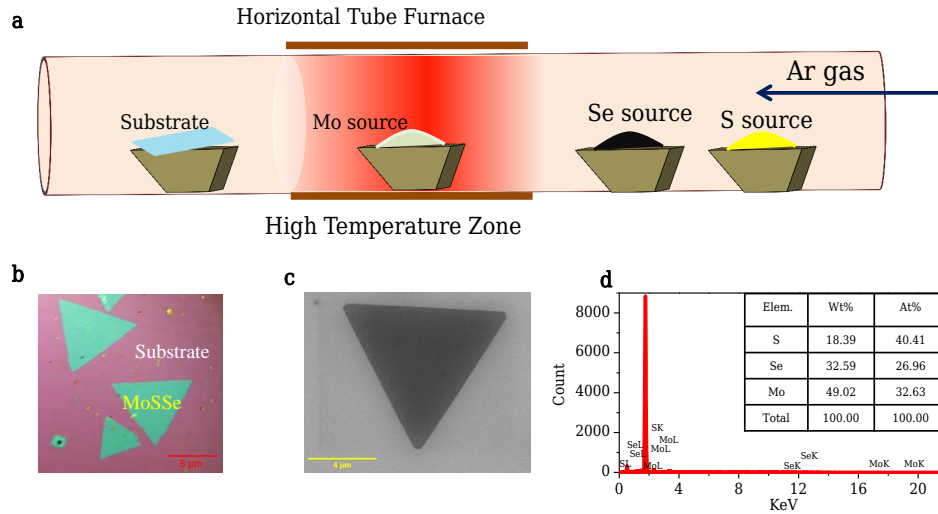 a
Horizontal Tube Furnace
Ar gas
Substrate
Mo source
Se source
S source
High Temperature Zone
b
Substrate
MoSSe
5 μm
c
4 μm
d
Count
8000
6000
4000
2000
0
Elem. Wt% At%
S 18.39 40.41
Se 32.59 26.96
Mo 49.02 32.63
Total 100.00 100.00
SK
SeL MoL
SeL MoL
SL MoL
SeK
SeK MoK MoK
0 4 8 12 16 20
KeV